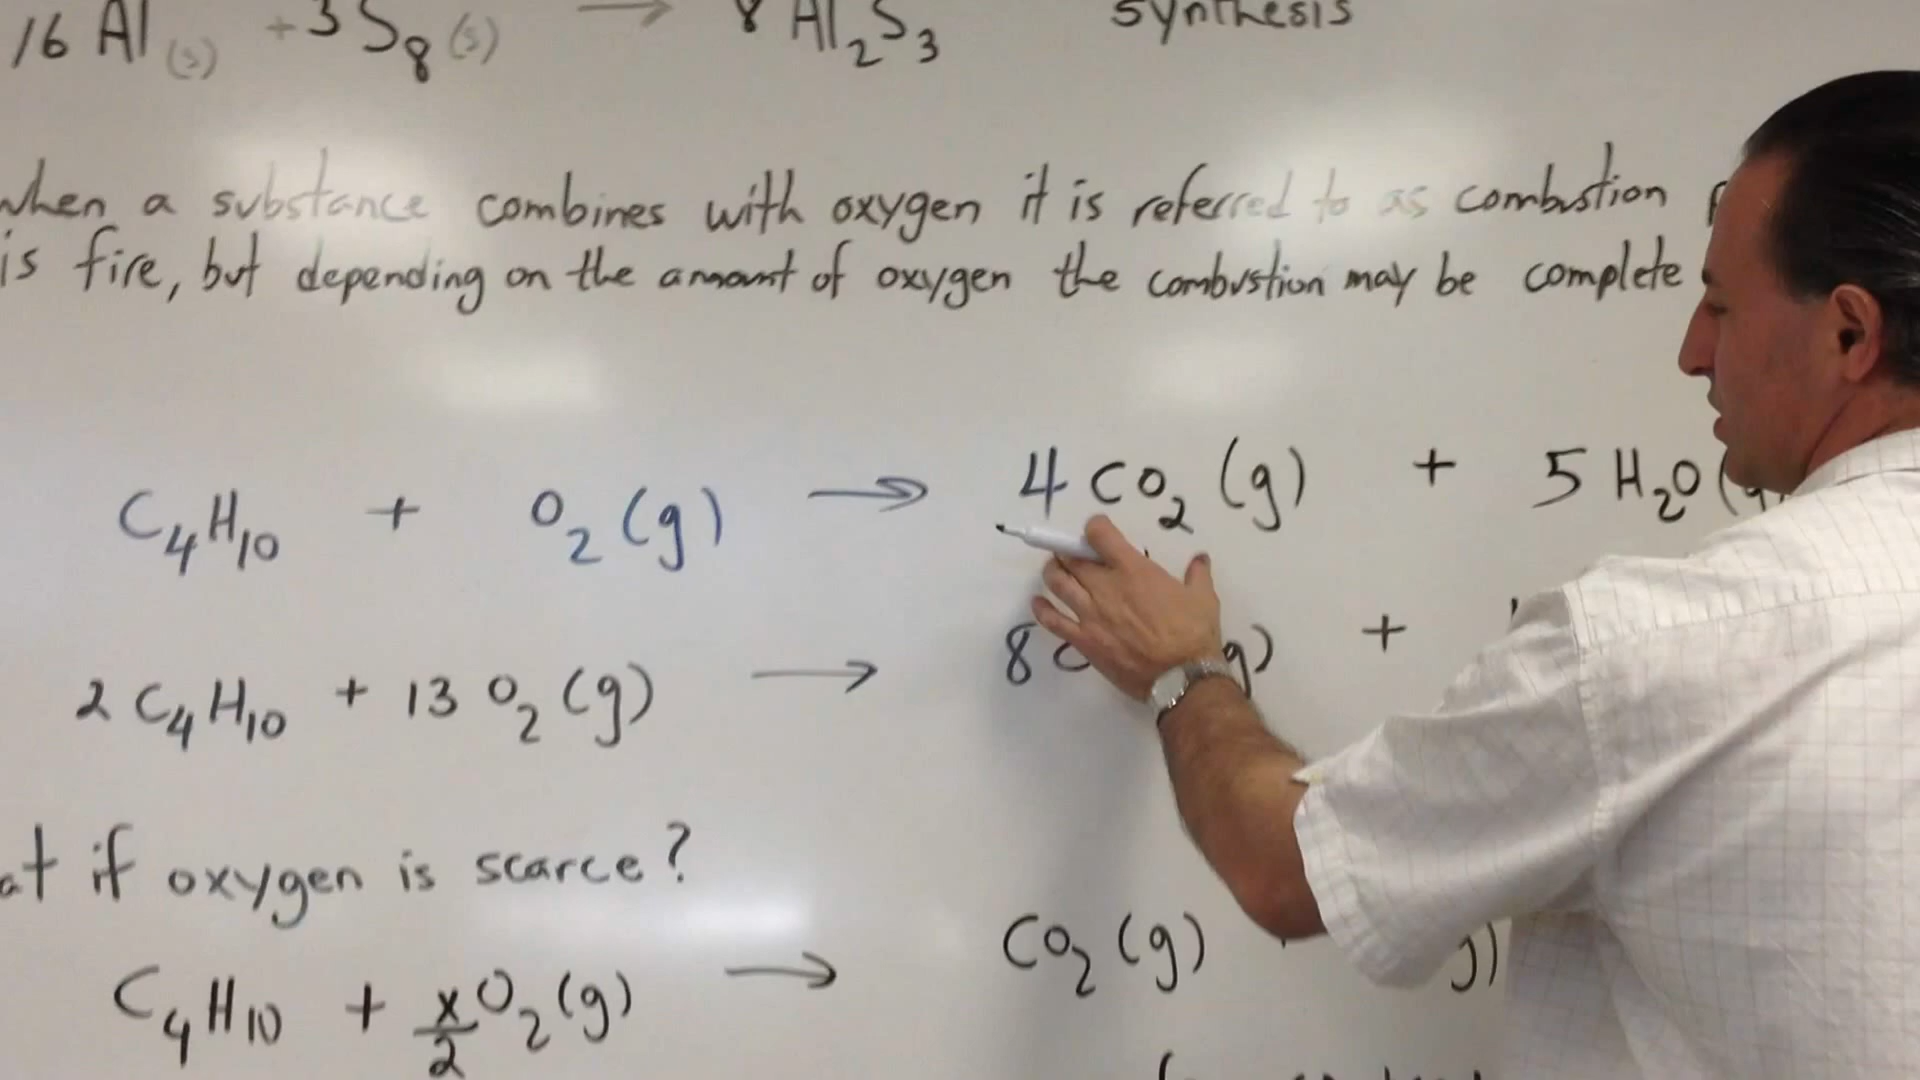 16 Al(s) + 3 S8(s) → 8 Al2S3 synthesis
when a substance combines with oxygen it is referred to as combustion
is fire, but depending on the amount of oxygen the combustion may be complete
C4H10 + O2(g) → 4 CO2(g) + 5 H2O(g
2 C4H10 + 13 O2(g) → 8 g) +
at if oxygen is scarce?
C4H10 + x/2 O2(g) → CO2(g) g)